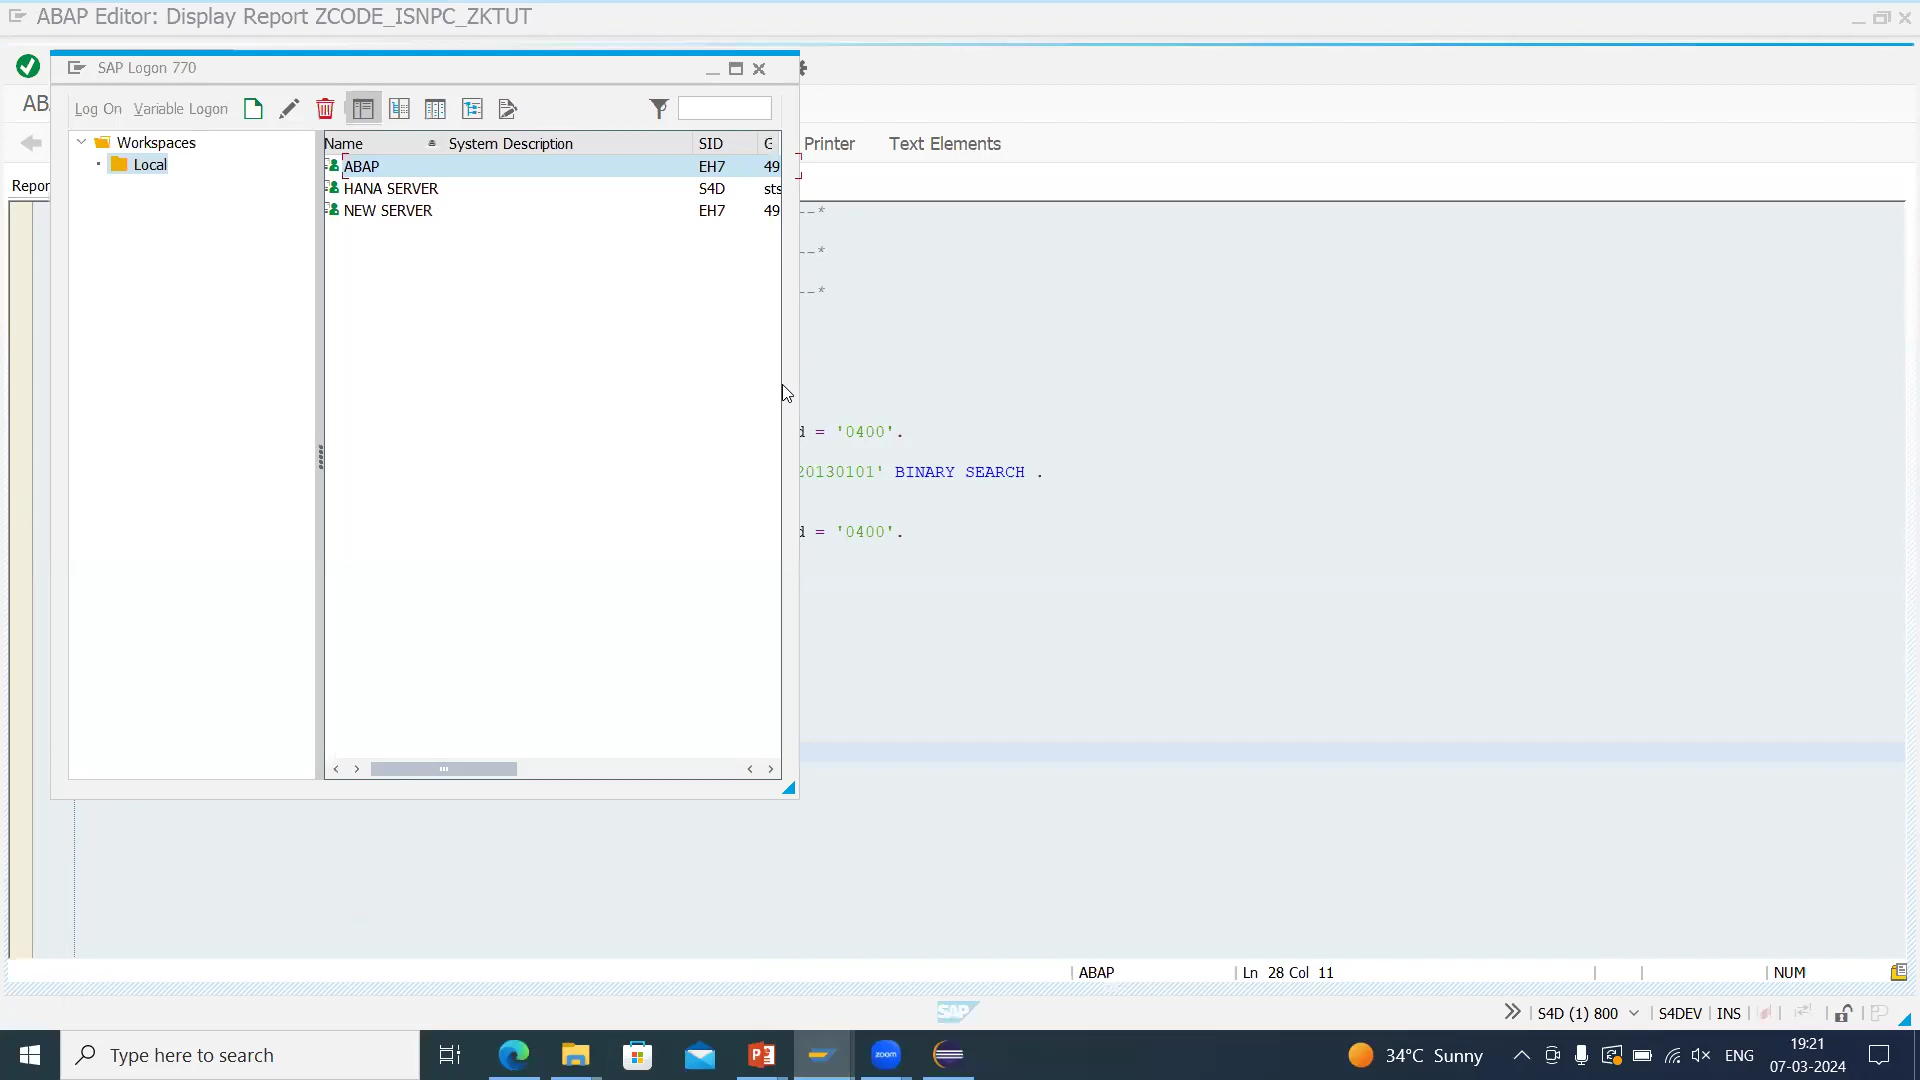 ABAP Editor: Display Report ZCODE_ISNPC_ZKTUT
SAP Logon 770
AB
Log On Variable Logon
Workspaces
Local
Name System Description SID G
ABAP EH7 49
HANA SERVER S4D sts
NEW SERVER EH7 49
Printer Text Elements
Repor
--*
--*
--*
d = '0400'.
20130101' BINARY SEARCH .
d = '0400'.
ABAP Ln 28 Col 11 NUM
SAP
S4D (1) 800 S4DEV INS
Type here to search
zoom
34°C Sunny
ENG
19:21
07-03-2024